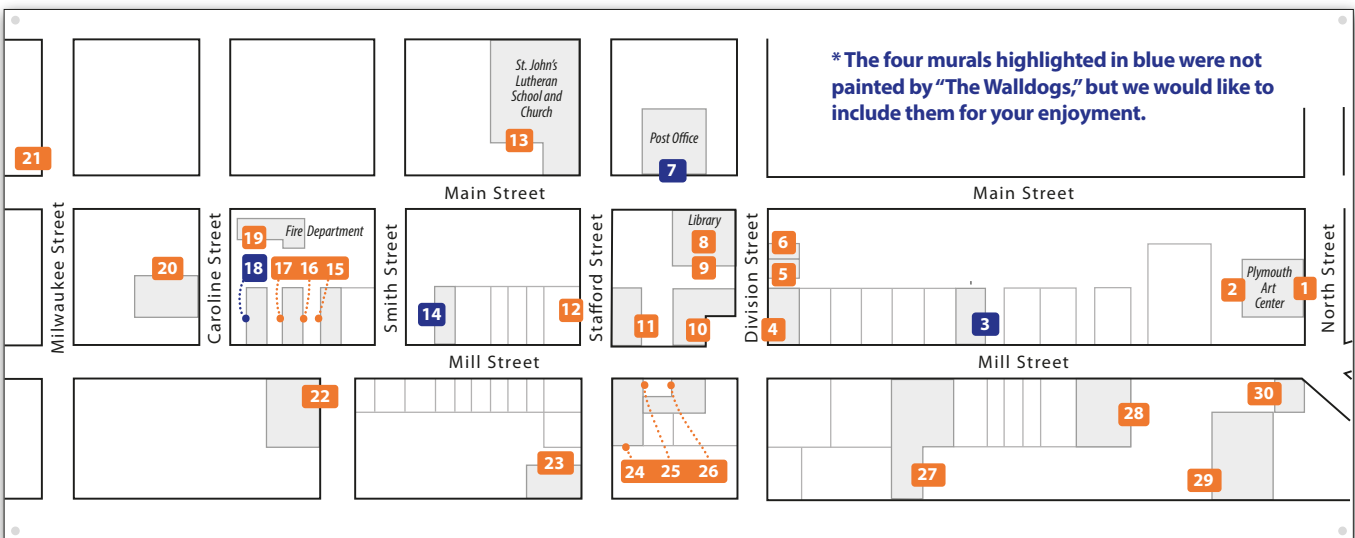 * The four murals highlighted in blue were not
painted by “The Walldogs,” but we would like to
include them for your enjoyment.
St. John’s
Lutheran
School and
Church
13
Post Office
7
21
Main Street
Main Street
Milwaukee Street
Caroline Street
Smith Street
Stafford Street
Division Street
North Street
19
Fire Department
18
17 16 15
20
14
12
Library
8
9
11
10
6
5
4
3
Plymouth
Art
Center
2
1
Mill Street
Mill Street
22
23
24 25 26
27
28
29
30